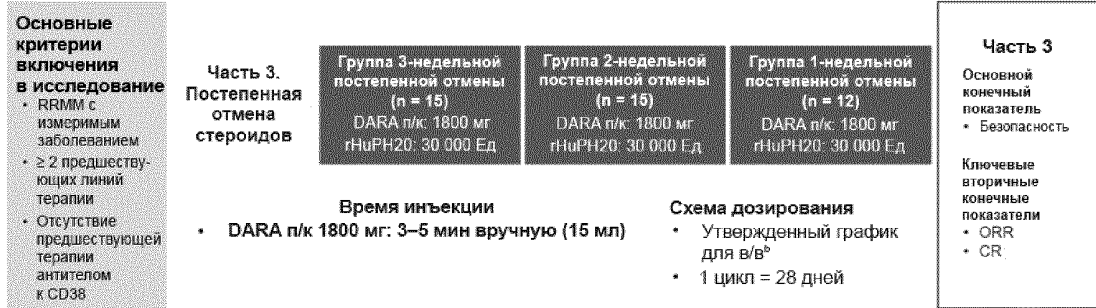 Основные
критерии
включения
в исследование
• RRMM с
измеримым
заболеванием
• ≥ 2 предшеству-
ющих линий
терапии
• Отсутствие
предшествующей
терапии
антителом
к CD38
Часть 3.
Постепенная
отмена
стероидов
Группа 3-недельной
постепенной отмены
(n = 15)
DARA п/к: 1800 мг
rHuPH20: 30 000 Ед
Группа 2-недельной
постепенной отмены
(n = 15)
DARA п/к: 1800 мг
rHuPH20: 30 000 Ед
Группа 1-недельной
постепенной отмены
(n = 12)
DARA п/к: 1800 мг
rHuPH20: 30 000 Ед
Время инъекции
• DARA п/к 1800 мг: 3–5 мин вручную (15 мл)
Схема дозирования
• Утвержденный график
для в/вᵇ
• 1 цикл = 28 дней
Часть 3
Основной
конечный
показатель
• Безопасность
Ключевые
вторичные
конечные
показатели
• ORR
• CR